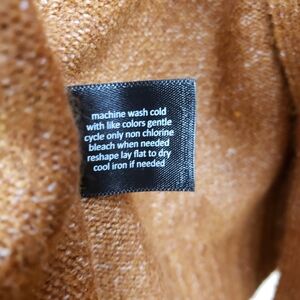 machine wash cold
with like colors gentle
cycle only non chlorine
bleach when needed
reshape lay flat to dry
cool iron if needed